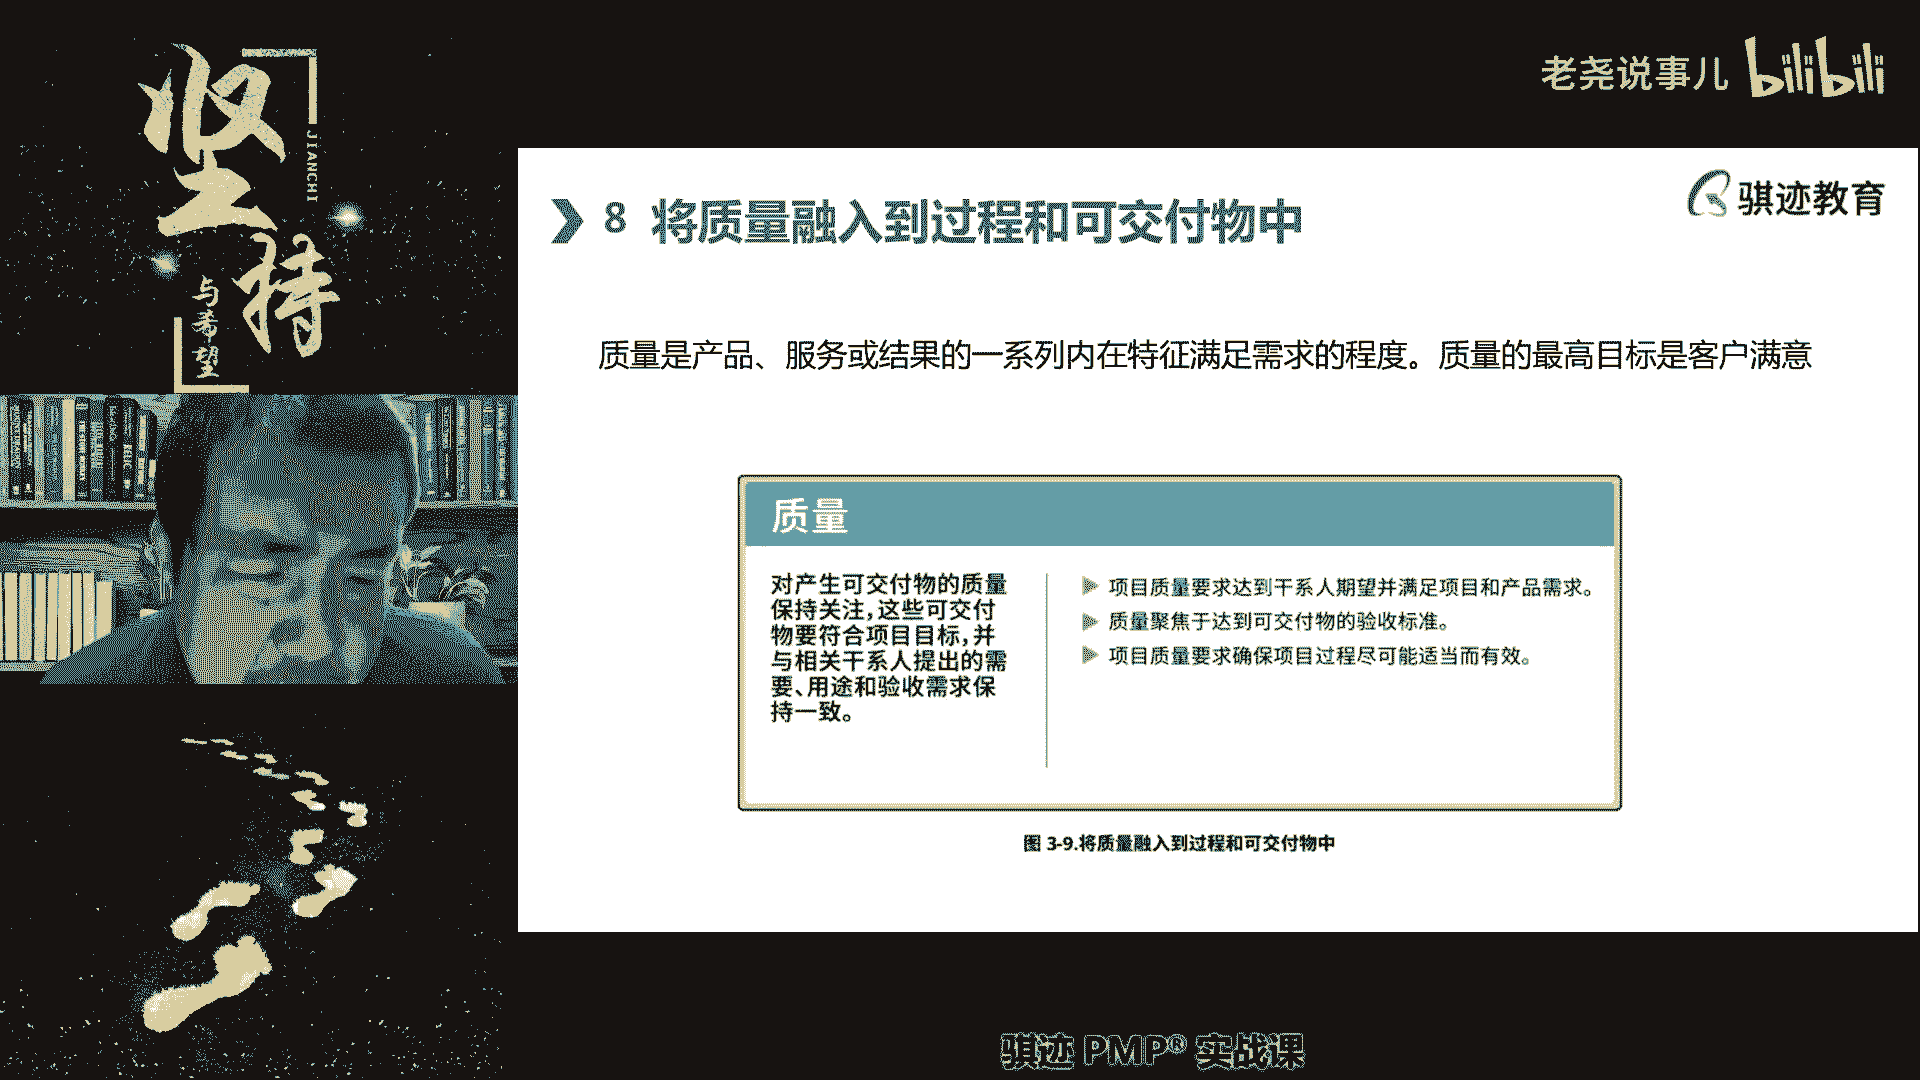 坚持
JIANCHI
与希望
老尧说事儿 bilibili
骐迹教育
8 将质量融入到过程和可交付物中
质量是产品、服务或结果的一系列内在特征满足需求的程度。质量的最高目标是客户满意
质量
对产生可交付物的质量
保持关注，这些可交付
物要符合项目目标，并
与相关干系人提出的需
要、用途和验收需求保
持一致。
项目质量要求达到干系人期望并满足项目和产品需求。
质量聚焦于达到可交付物的验收标准。
项目质量要求确保项目过程尽可能适当而有效。
图 3-9.将质量融入到过程和可交付物中
骐迹 PMP® 实战课